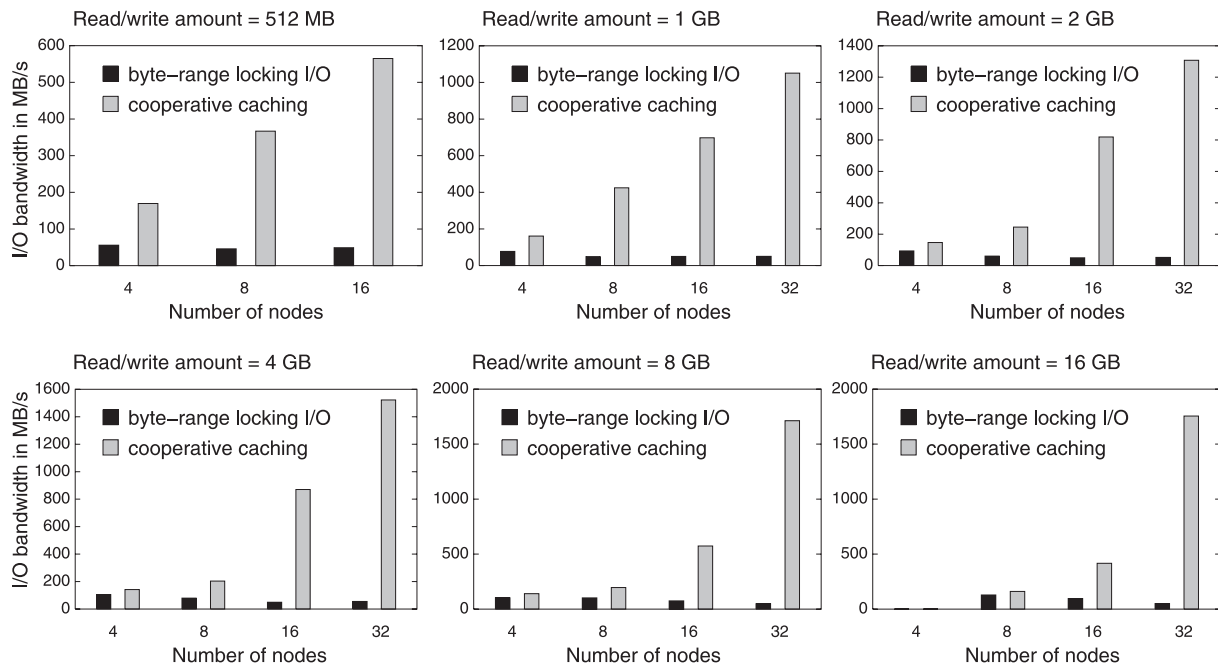 Read/write amount = 512 MB
600
500
400
300
200
100
0
I/O bandwidth in MB/s
byte−range locking I/O
cooperative caching
4 8 16
Number of nodes
Read/write amount = 1 GB
1200
1000
800
600
400
200
0
byte−range locking I/O
cooperative caching
4 8 16 32
Number of nodes
Read/write amount = 2 GB
1400
1200
1000
800
600
400
200
0
byte−range locking I/O
cooperative caching
4 8 16 32
Number of nodes
Read/write amount = 4 GB
1600
1400
1200
1000
800
600
400
200
0
I/O bandwidth in MB/s
byte−range locking I/O
cooperative caching
4 8 16 32
Number of nodes
Read/write amount = 8 GB
2000
1500
1000
500
0
byte−range locking I/O
cooperative caching
4 8 16 32
Number of nodes
Read/write amount = 16 GB
2000
1500
1000
500
0
byte−range locking I/O
cooperative caching
4 8 16 32
Number of nodes